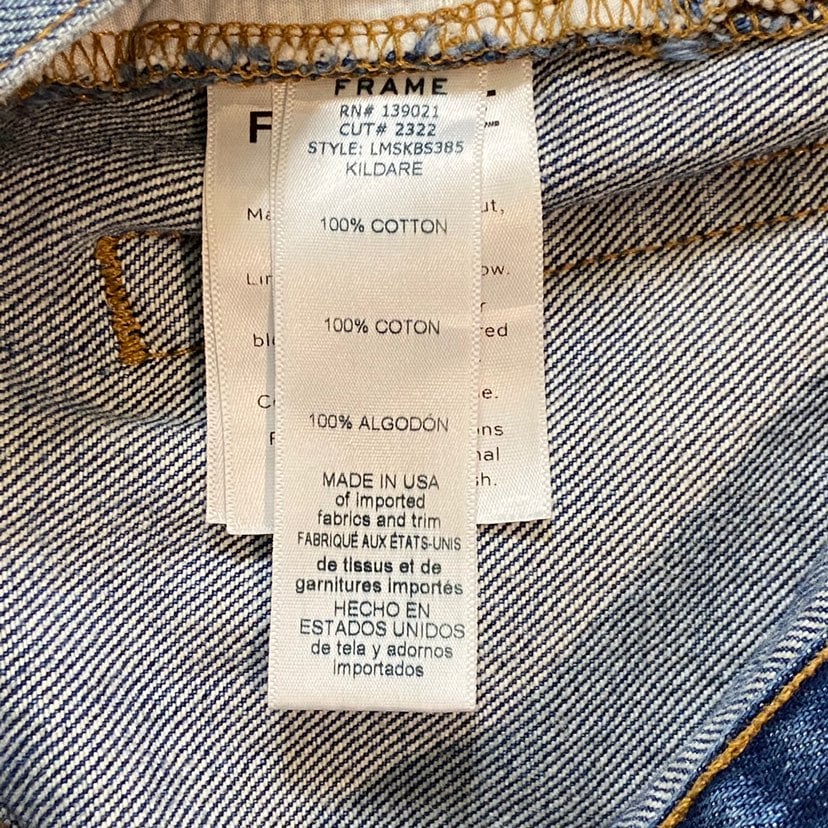 FRAME
RN# 139021
CUT# 2322
STYLE: LMSKBS385
KILDARE
100% COTTON
100% COTON
100% ALGODÓN
MADE IN USA
of imported
fabrics and trim
FABRIQUÉ AUX ÉTATS-UNIS
de tissus et de
garnitures importés
HECHO EN
ESTADOS UNIDOS
de tela y adornos
importados